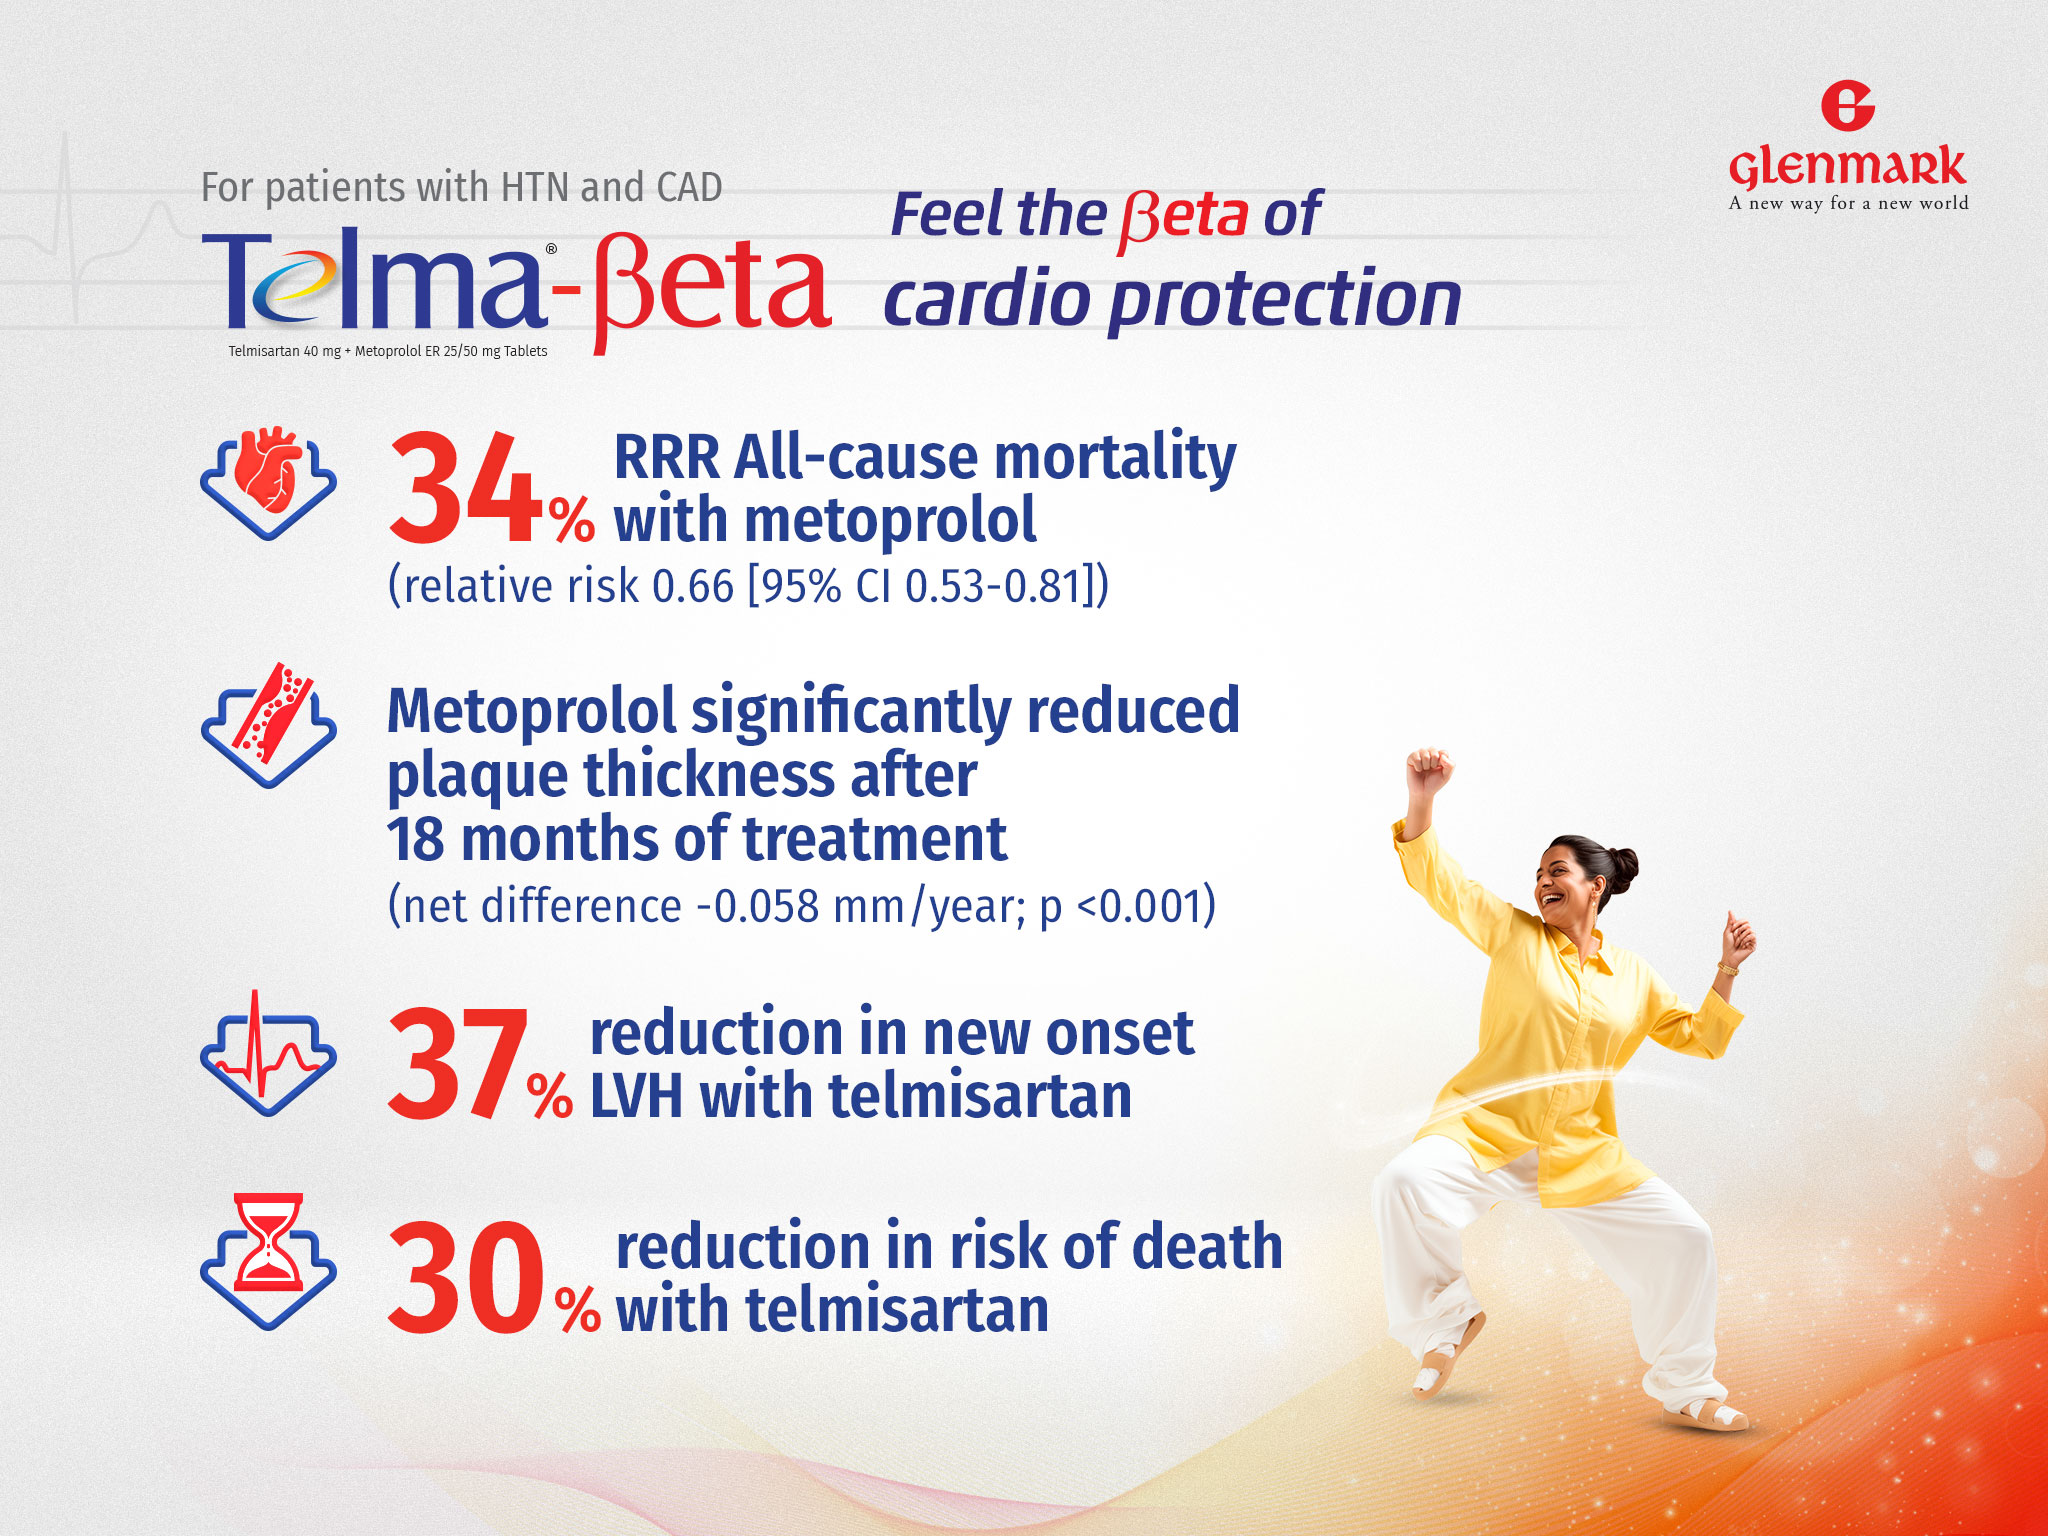 glenmark
A new way for a new world
For patients with HTN and CAD
Telma®-βeta
Telmisartan 40 mg + Metoprolol ER 25/50 mg Tablets
Feel the βeta of
cardio protection
34% RRR All-cause mortality
with metoprolol
(relative risk 0.66 [95% CI 0.53-0.81])
Metoprolol significantly reduced
plaque thickness after
18 months of treatment
(net difference -0.058 mm/year; p <0.001)
37% reduction in new onset
LVH with telmisartan
30% reduction in risk of death
with telmisartan